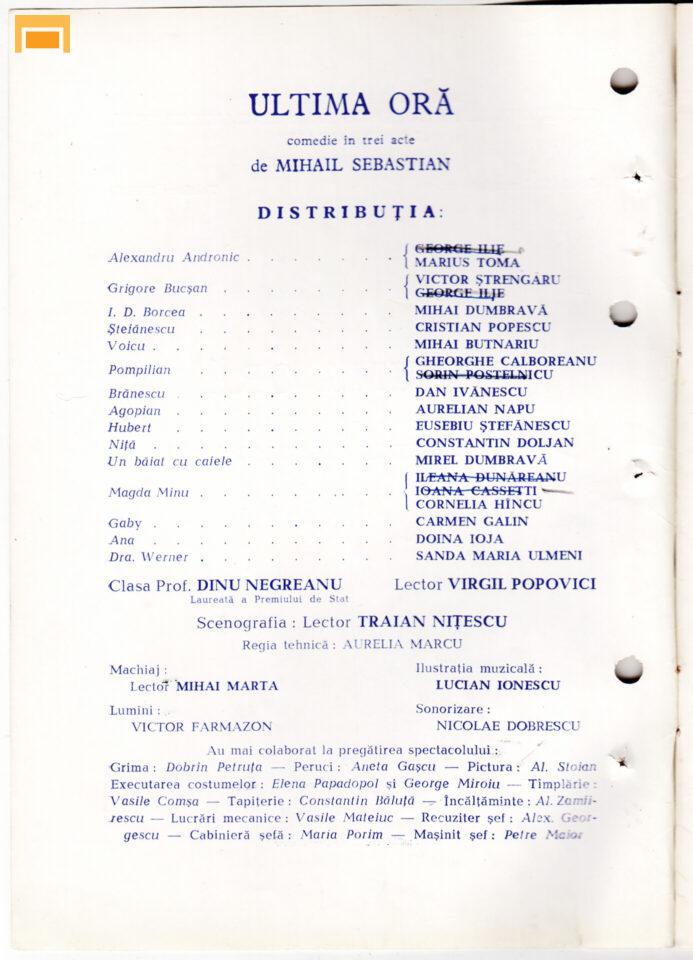 ULTIMA ORĂ
comedie în trei acte
de MIHAIL SEBASTIAN
DISTRIBUȚIA:
Alexandru Andronic . . . . . . . GEORGE ILIE
MARIUS TOMA
Grigore Bucșan . . . . . . . . VICTOR ȘTRENGARU
GEORGE ILIE
I. D. Borcea . . . . . . . . MIHAI DUMBRAVĂ
Ștefănescu . . . . . . . . CRISTIAN POPESCU
Voicu . . . . . . . . . MIHAI BUTNARIU
Pompilian . . . . . . . . GHEORGHE CALBOREANU
SORIN POSTELNICU
Brănescu . . . . . . . . DAN IVĂNESCU
Agopian . . . . . . . . AURELIAN NAPU
Hubert . . . . . . . . EUSEBIU ȘTEFĂNESCU
Niță . . . . . . . . . CONSTANTIN DOLJAN
Un băiat cu caiele . . . . . . . MIREL DUMBRAVĂ
Magda Minu . . . . . . . . ILEANA DUNĂREANU
IOANA CASSETTI
CORNELIA HÎNCU
Gaby . . . . . . . . . CARMEN GALIN
Ana . . . . . . . . . DOINA IOJA
Dra. Werner . . . . . . . . SANDA MARIA ULMENI
Clasa Prof. DINU NEGREANU Lector VIRGIL POPOVICI
Laureată a Premiului de Stat
Scenografia : Lector TRAIAN NIȚESCU
Regia tehnică : AURELIA MARCU
Machiaj : Ilustrația muzicală :
Lector MIHAI MARTA LUCIAN IONESCU
Lumini : Sonorizare :
VICTOR FARMAZON NICOLAE DOBRESCU
Au mai colaborat la pregătirea spectacolului :
Grima : Dobrin Petruța — Peruci : Aneta Gașcu — Pictura : Al. Stoian
Executarea costumelor : Elena Papadopol și George Miroiu — Timplărie :
Vasile Comșa — Tapițerie : Constantin Băluță — Încălțăminte : Al. Zamfi-
rescu — Lucrări mecanice : Vasile Mateiuc — Recuziter șef : Alex. Geor-
gescu — Cabinieră șefă : Maria Porim — Mașinit șef : Petre Maior